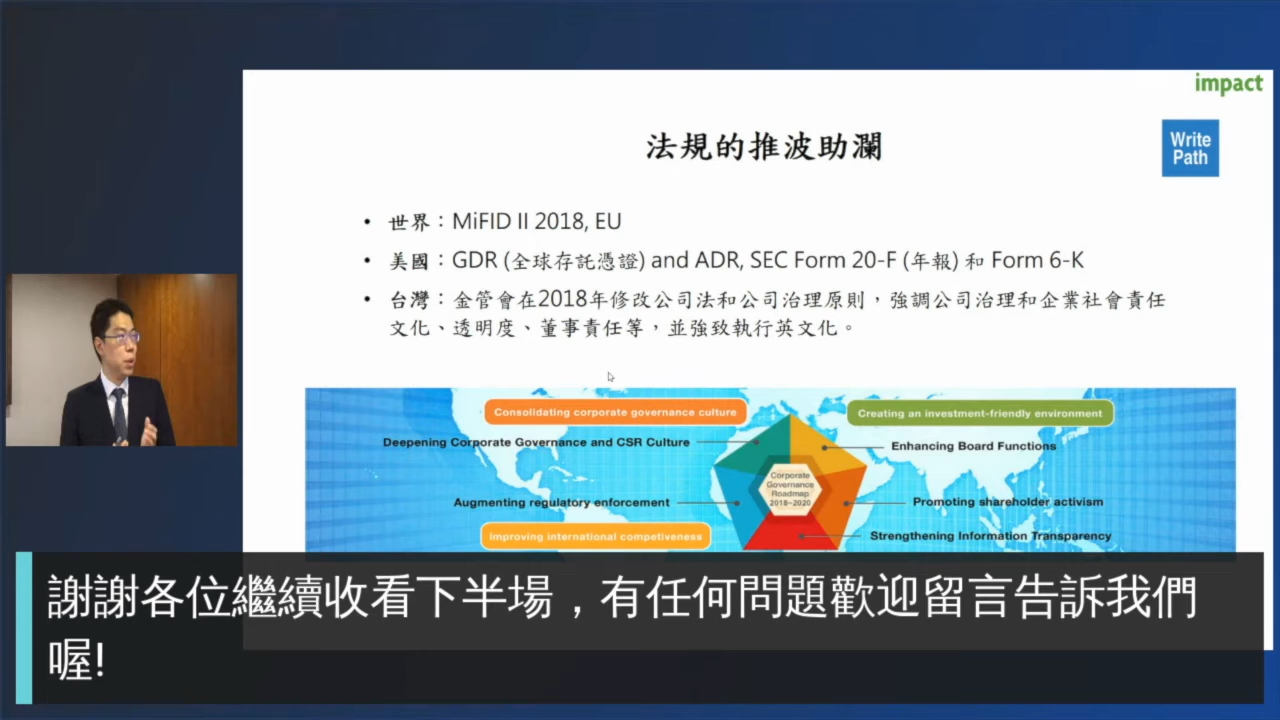 impact
Write
Path
法規的推波助瀾
• 世界：MiFID II 2018, EU
• 美國：GDR (全球存託憑證) and ADR, SEC Form 20-F (年報) 和 Form 6-K
• 台灣：金管會在2018年修改公司法和公司治理原則，強調公司治理和企業社會責任
文化、透明度、董事責任等，並強致執行英文化。
Consolidating corporate governance culture
Creating an investment-friendly environment
Deepening Corporate Governance and CSR Culture
Enhancing Board Functions
Corporate
Governance
Roadmap
2018-2020
Augmenting regulatory enforcement
Promoting shareholder activism
Improving international competiveness
Strengthening Information Transparency
謝謝各位繼續收看下半場，有任何問題歡迎留言告訴我們
喔!